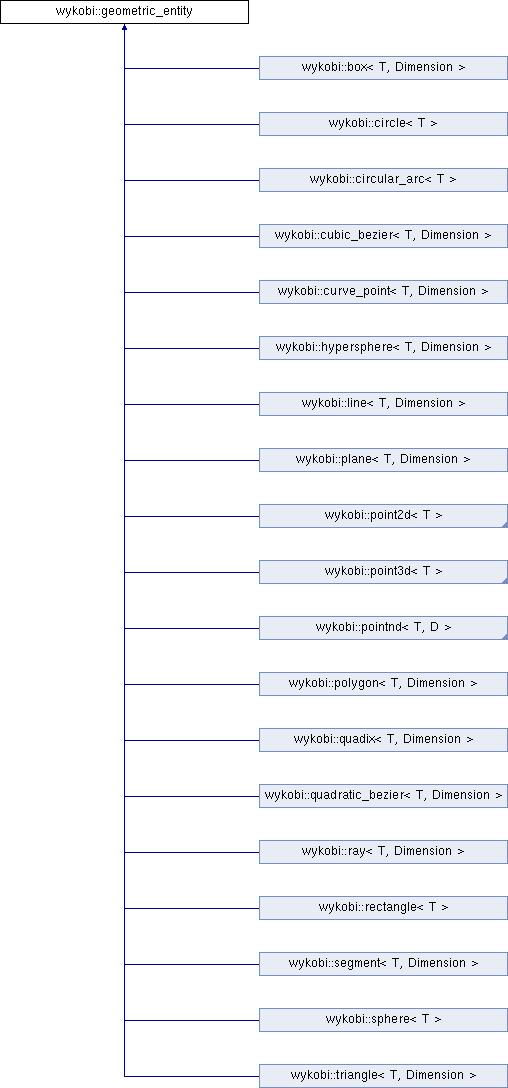 wykobi::geometric_entity
wykobi::box< T, Dimension >
wykobi::circle< T >
wykobi::circular_arc< T >
wykobi::cubic_bezier< T, Dimension >
wykobi::curve_point< T, Dimension >
wykobi::hypersphere< T, Dimension >
wykobi::line< T, Dimension >
wykobi::plane< T, Dimension >
wykobi::point2d< T >
wykobi::point3d< T >
wykobi::pointnd< T, D >
wykobi::polygon< T, Dimension >
wykobi::quadix< T, Dimension >
wykobi::quadratic_bezier< T, Dimension >
wykobi::ray< T, Dimension >
wykobi::rectangle< T >
wykobi::segment< T, Dimension >
wykobi::sphere< T >
wykobi::triangle< T, Dimension >